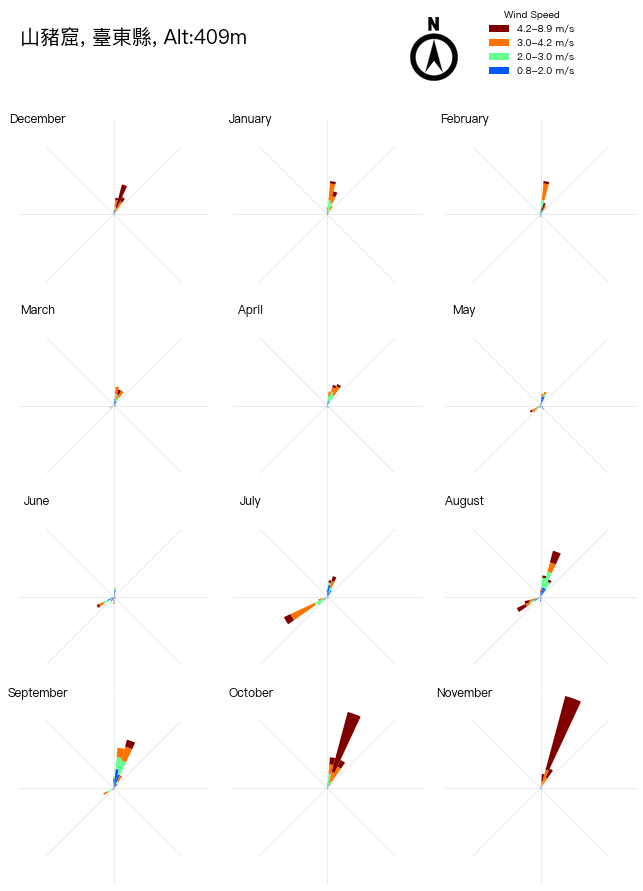 山豬窟, 臺東縣, Alt:409m
N
Wind Speed
4.2–8.9 m/s
3.0–4.2 m/s
2.0–3.0 m/s
0.8–2.0 m/s
December
January
February
March
April
May
June
July
August
September
October
November